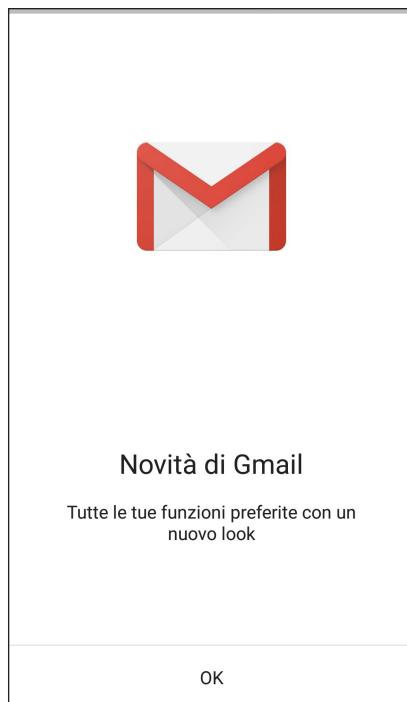 Novità di Gmail
Tutte le tue funzioni preferite con un
nuovo look
OK